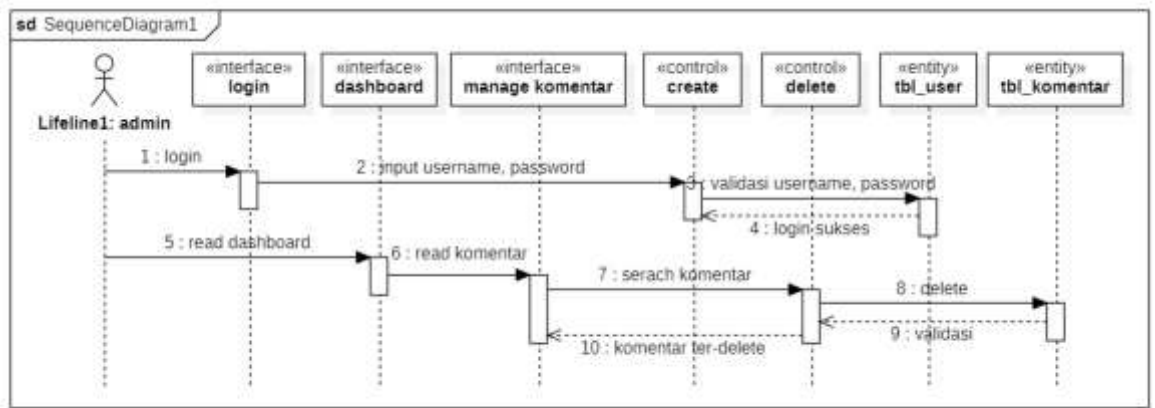 sd SequenceDiagram1
«interface» «interface» «interface» «control» «control» «entity» «entity»
login dashboard manage komentar create delete tbl_user tbl_komentar
Lifeline1: admin
1 : login
2 : input username, password
3 : validasi username, password
4 : login sukses
5 : read dashboard
6 : read komentar
7 : serach komentar
8 : delete
9 : validasi
10 : komentar ter-delete